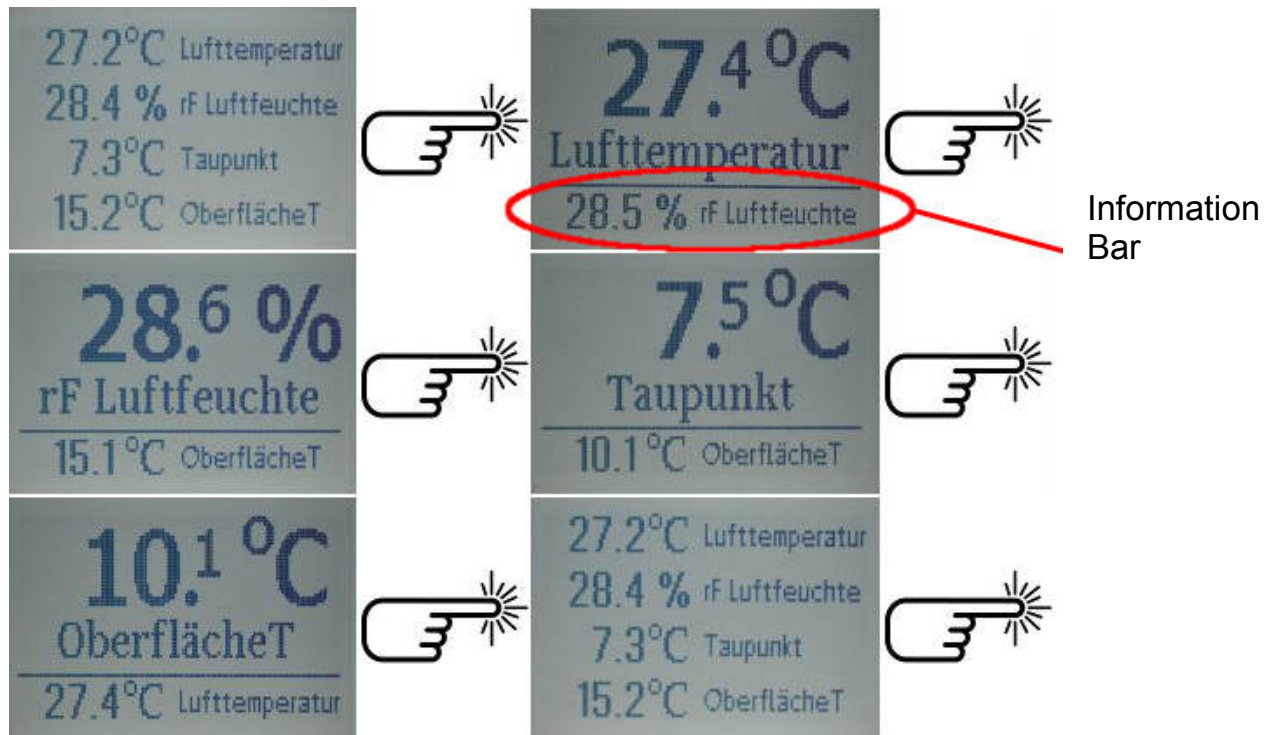 27.2°C Lufttemperatur
28.4 % rF Luftfeuchte
7.3°C Taupunkt
15.2°C OberflächeT
27.4°C
Lufttemperatur
28.5 % rF Luftfeuchte
Information
Bar
28.6 %
rF Luftfeuchte
15.1°C OberflächeT
7.5°C
Taupunkt
10.1°C OberflächeT
10.1°C
OberflächeT
27.4°C Lufttemperatur
27.2°C Lufttemperatur
28.4 % rF Luftfeuchte
7.3°C Taupunkt
15.2°C OberflächeT